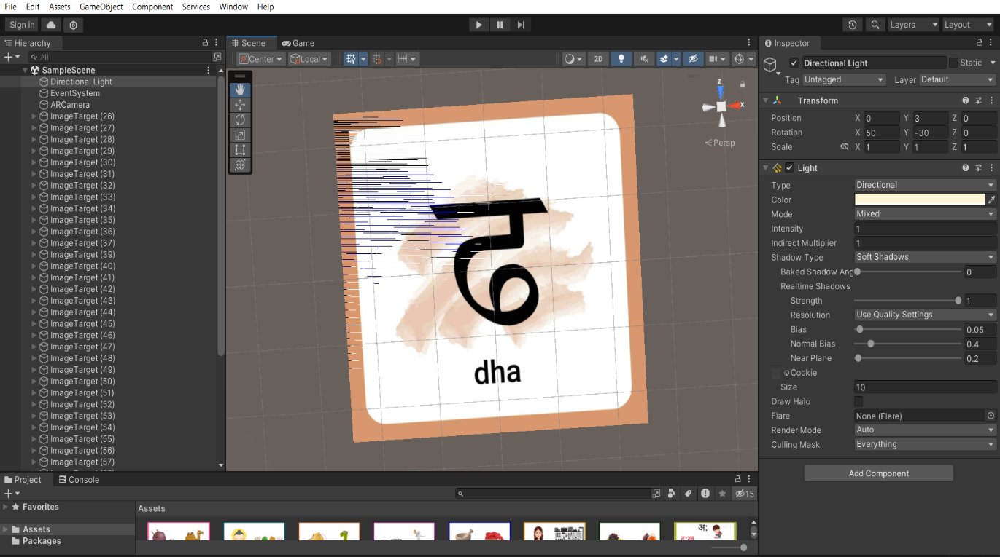 File Edit Assets GameObject Component Services Window Help
Sign in
Layers Layout
Hierarchy
All
SampleScene
Directional Light
EventSystem
ARCamera
ImageTarget (26)
ImageTarget (27)
ImageTarget (28)
ImageTarget (29)
ImageTarget (30)
ImageTarget (31)
ImageTarget (32)
ImageTarget (33)
ImageTarget (34)
ImageTarget (35)
ImageTarget (36)
ImageTarget (37)
ImageTarget (39)
ImageTarget (40)
ImageTarget (41)
ImageTarget (42)
ImageTarget (43)
ImageTarget (44)
ImageTarget (45)
ImageTarget (46)
ImageTarget (47)
ImageTarget (48)
ImageTarget (49)
ImageTarget (50)
ImageTarget (51)
ImageTarget (52)
ImageTarget (53)
ImageTarget (54)
ImageTarget (55)
ImageTarget (56)
ImageTarget (57)
Scene Game
Center Local 2D
z
x
Persp
ढ
dha
Inspector
Directional Light Static
Tag Untagged Layer Default
Transform
Position X 0 Y 3 Z 0
Rotation X 50 Y -30 Z 0
Scale X 1 Y 1 Z 1
Light
Type Directional
Color
Mode Mixed
Intensity 1
Indirect Multiplier 1
Shadow Type Soft Shadows
Baked Shadow Ang 0
Realtime Shadows
Strength 1
Resolution Use Quality Settings
Bias 0.05
Normal Bias 0.4
Near Plane 0.2
Cookie
Size 10
Draw Halo
Flare None (Flare)
Render Mode Auto
Culling Mask Everything
Add Component
Project Console
15
Favorites
Assets
Packages
Assets
अ: